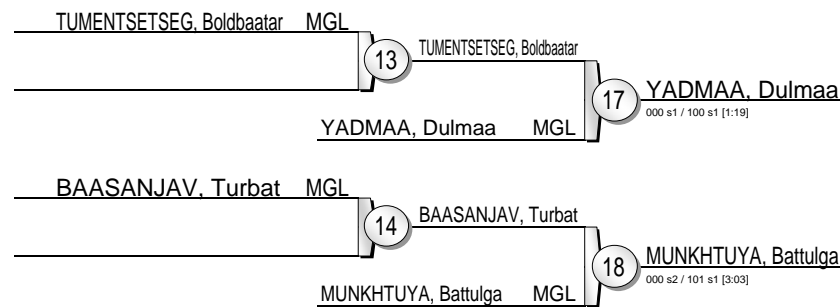 TUMENTSETSEG, Boldbaatar MGL
13 TUMENTSETSEG, Boldbaatar
17 YADMAA, Dulmaa
000 s1 / 100 s1 [1:19]
YADMAA, Dulmaa MGL
BAASANJAV, Turbat MGL
14 BAASANJAV, Turbat
18 MUNKHTUYA, Battulga
000 s2 / 101 s1 [3:03]
MUNKHTUYA, Battulga MGL